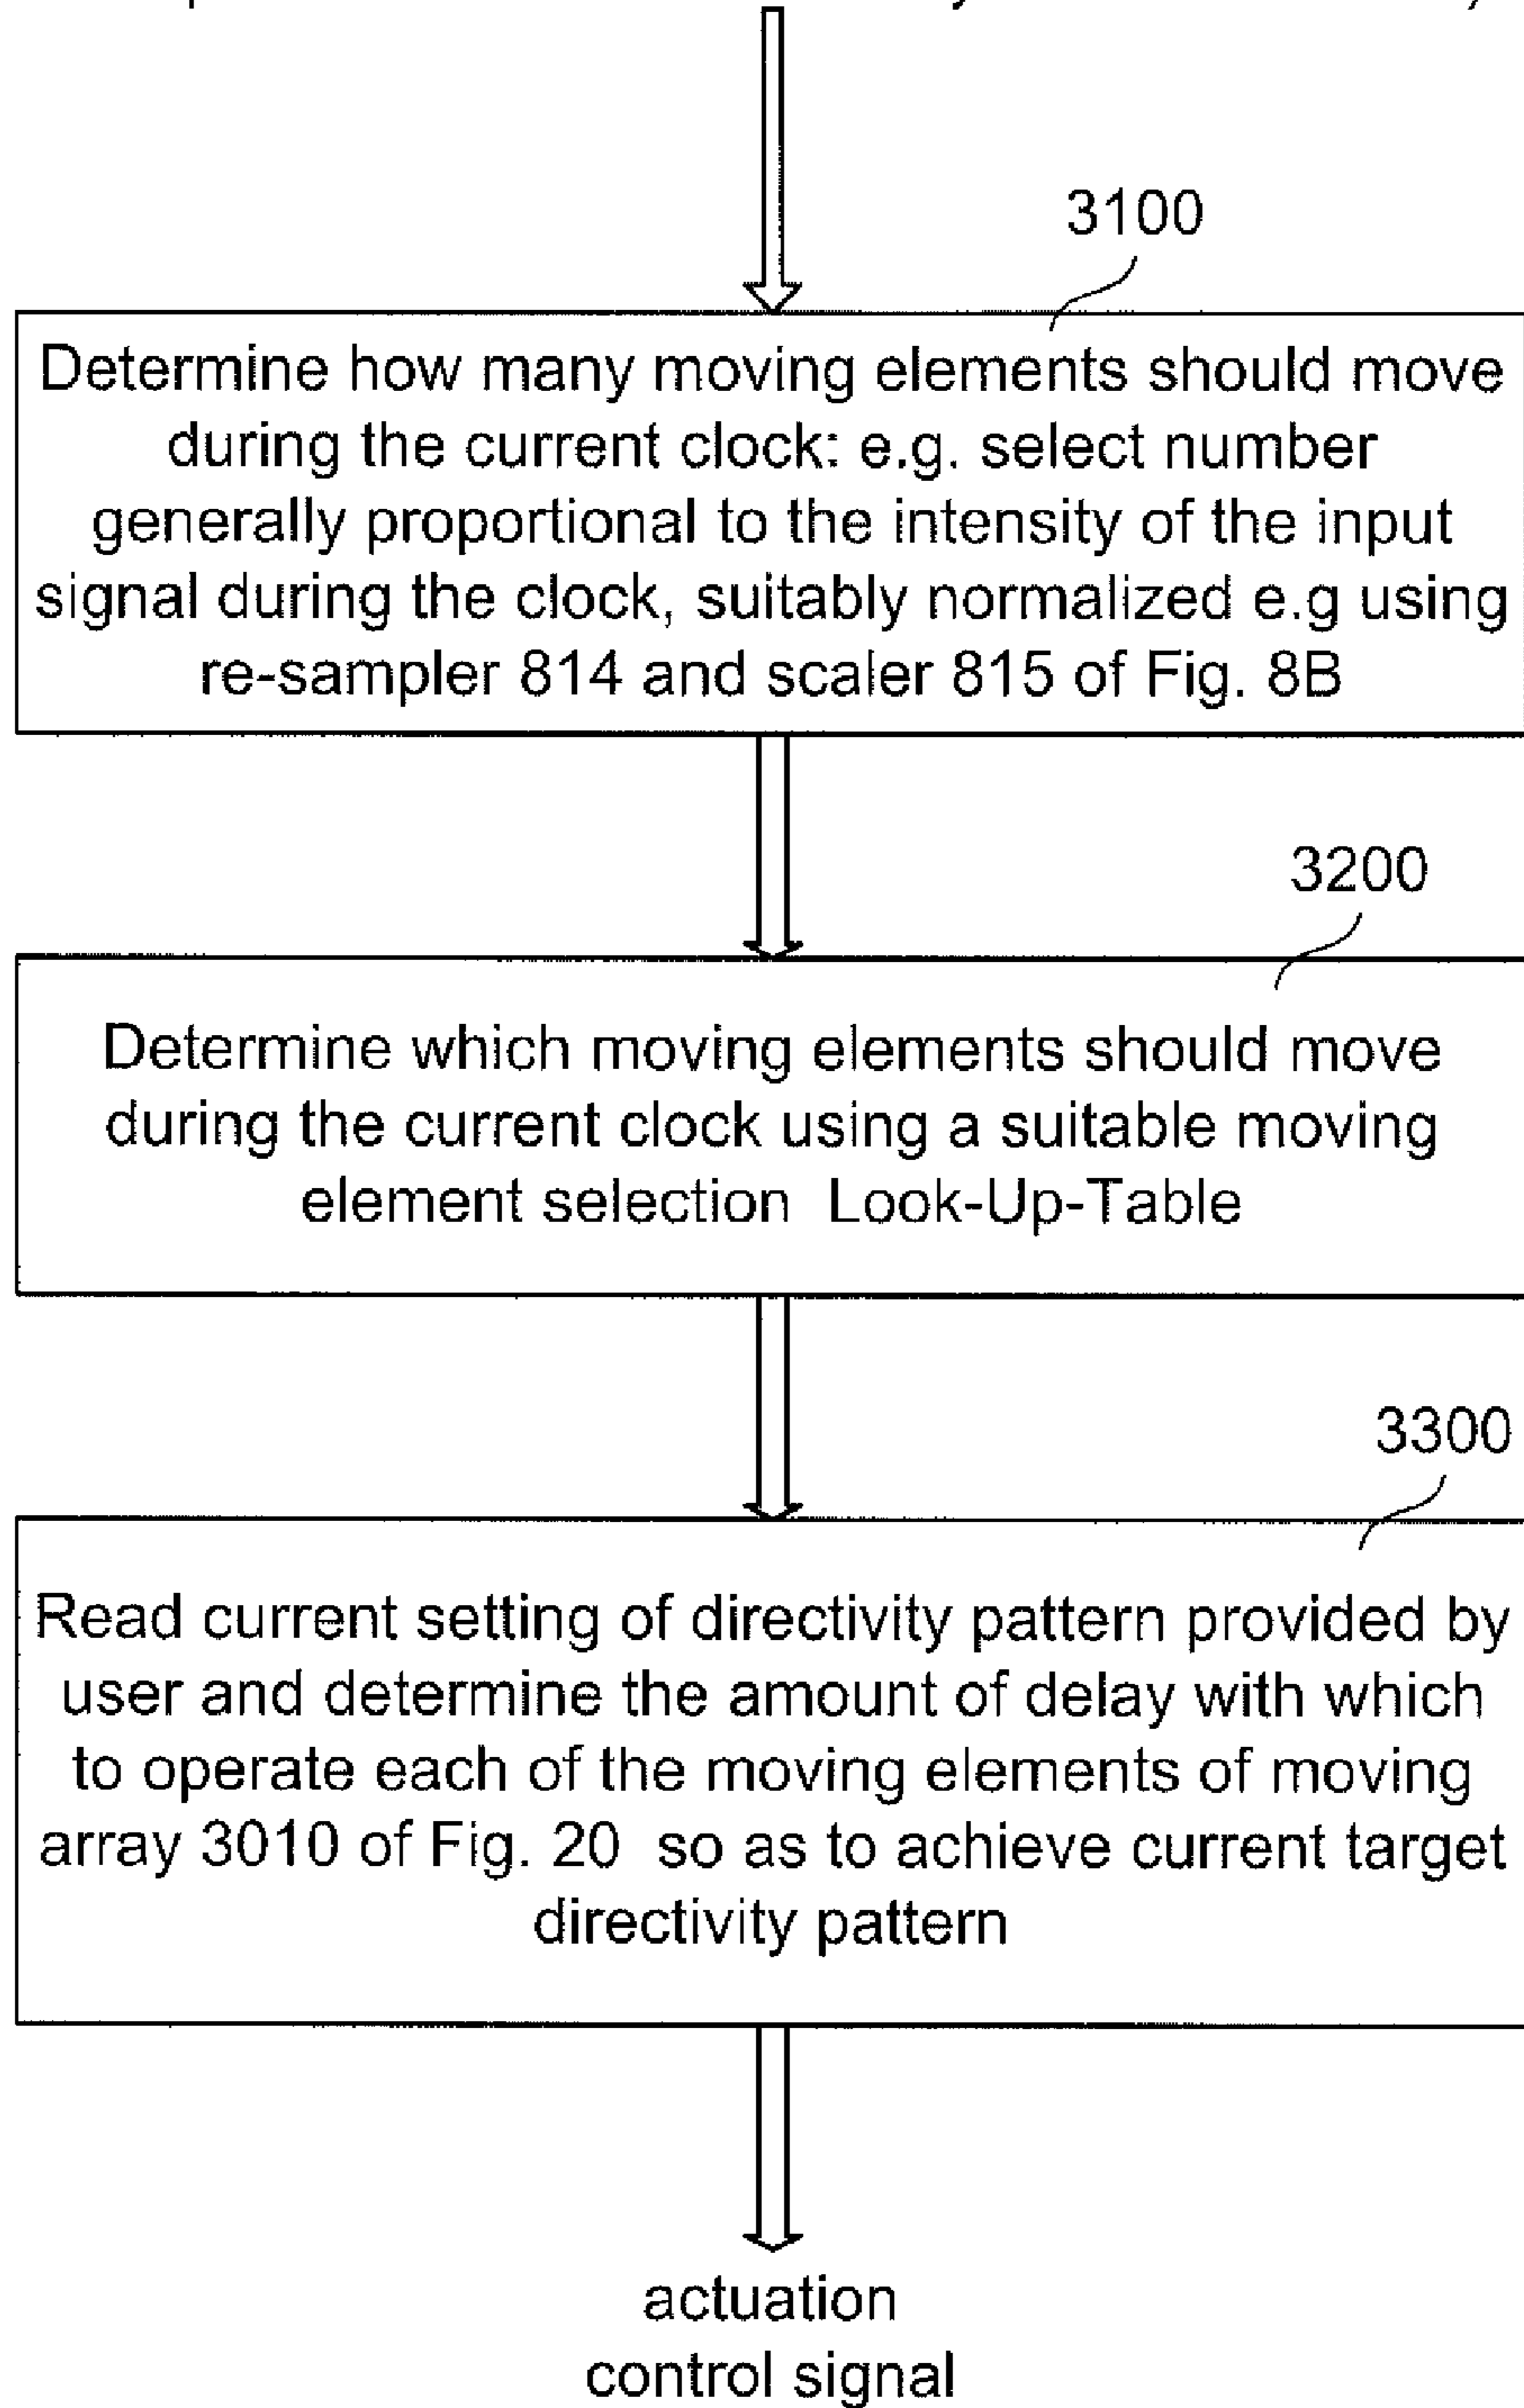 3100
Determine how many moving elements should move
during the current clock: e.g. select number
generally proportional to the intensity of the input
signal during the clock, suitably normalized e.g using
re-sampler 814 and scaler 815 of Fig. 8B
3200
Determine which moving elements should move
during the current clock using a suitable moving
element selection Look-Up-Table
3300
Read current setting of directivity pattern provided by
user and determine the amount of delay with which
to operate each of the moving elements of moving
array 3010 of Fig. 20 so as to achieve current target
directivity pattern
actuation
control signal